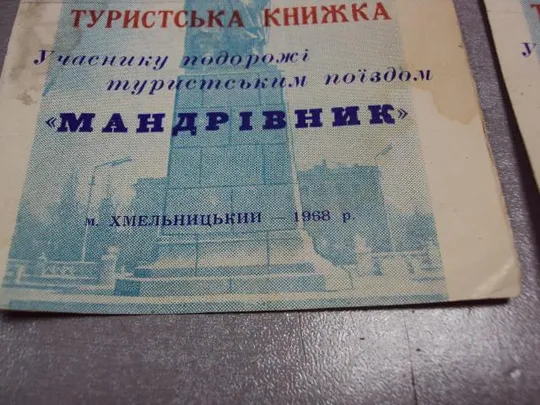 ТУРИСТСЬКА КНИЖКА
Учаснику подорожі
туристським поїздом
«МАНДРІВНИК»
м. ХМЕЛЬНИЦЬКИЙ — 1968 р.